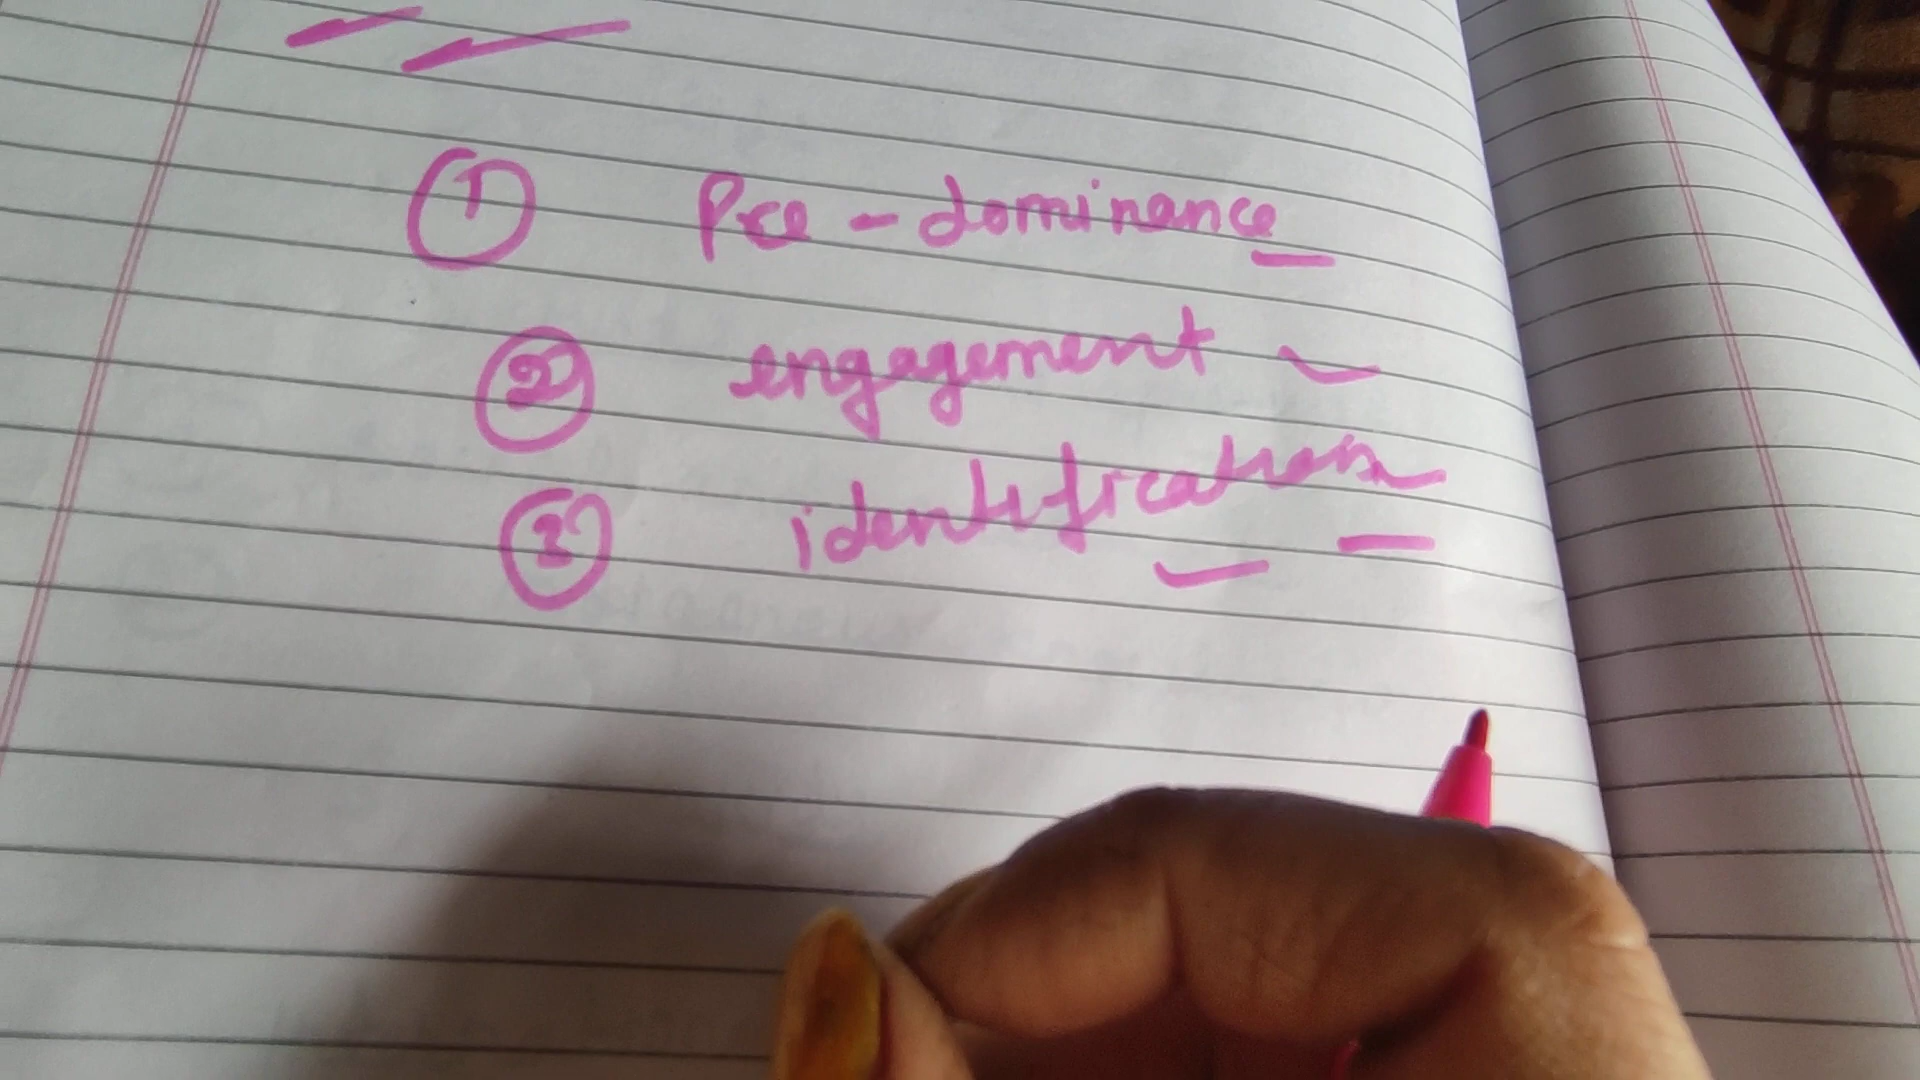 ① Pre - dominance
② engagement
③ identification